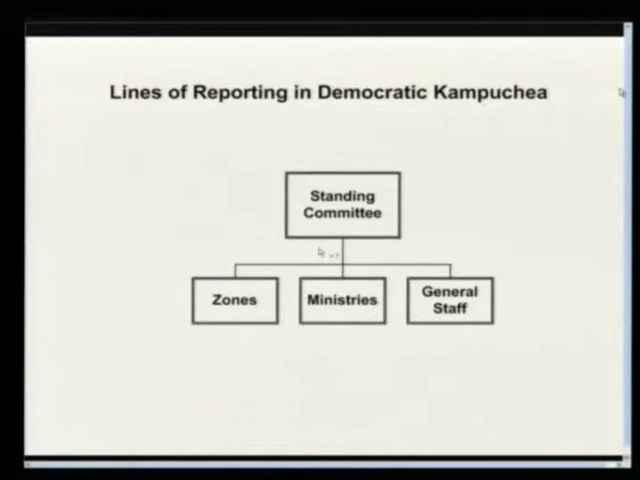 Lines of Reporting in Democratic Kampuchea
Standing
Committee
Zones
Ministries
General
Staff